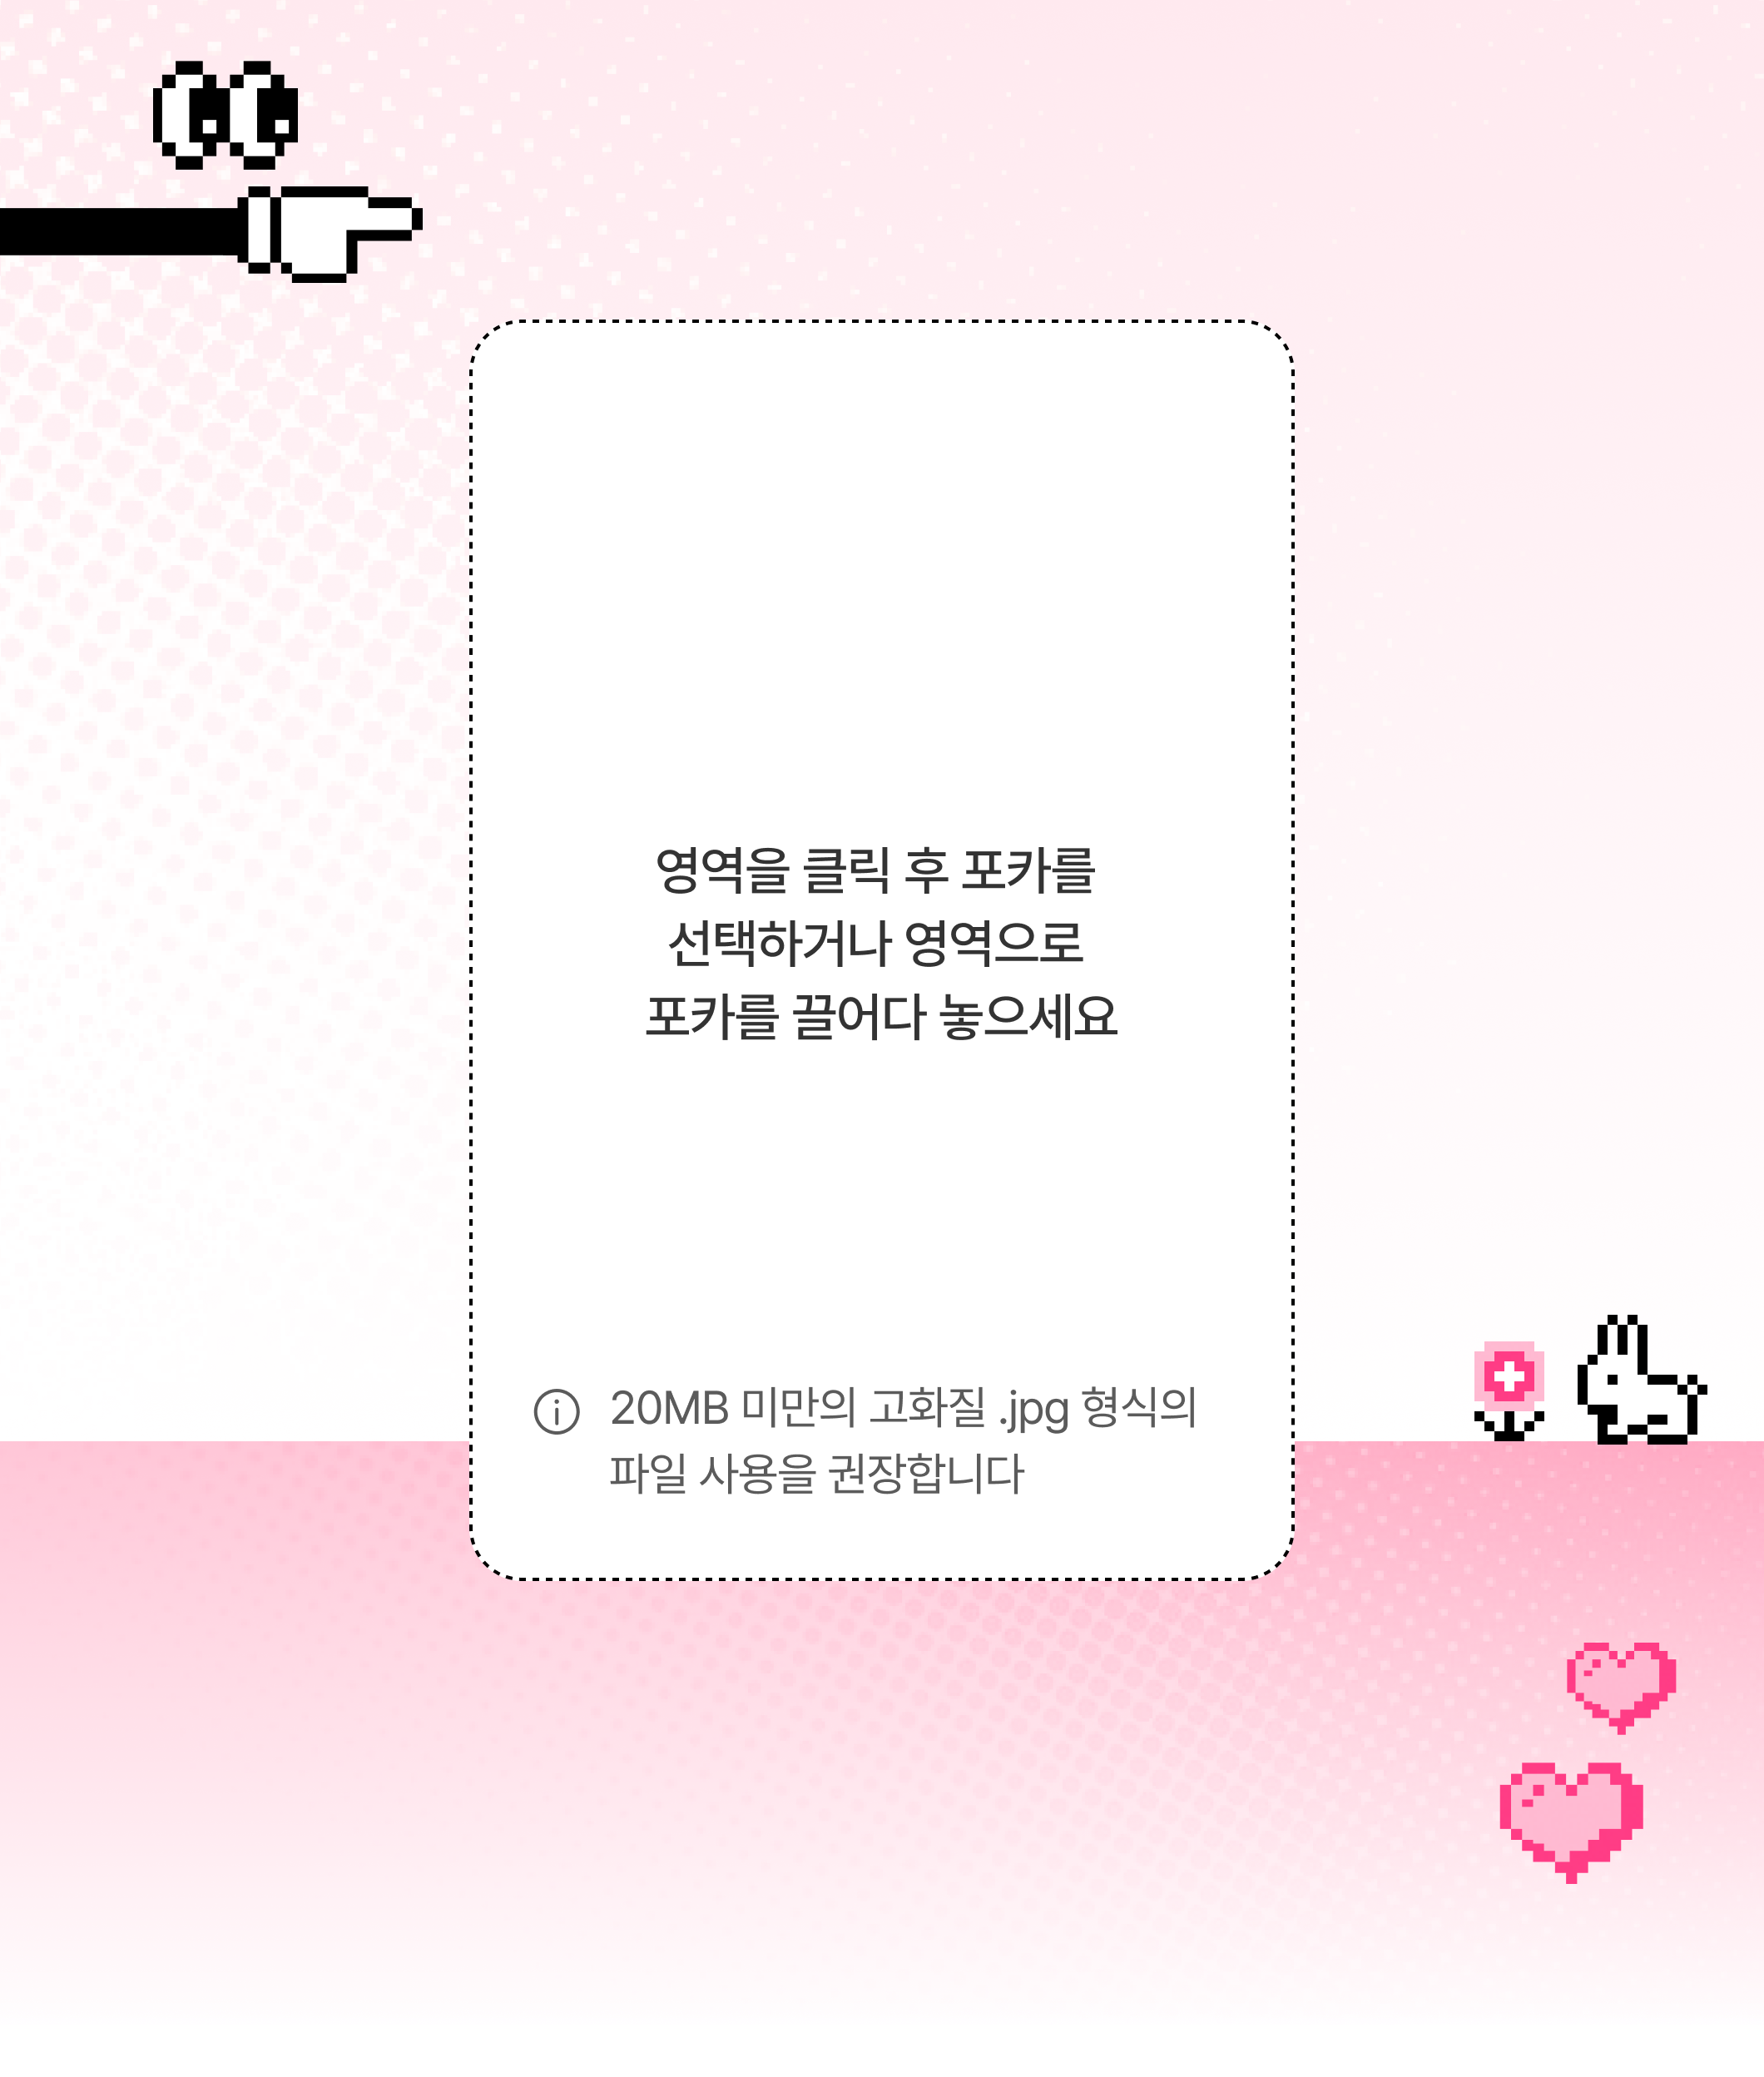 영역을 클릭 후 포카를
선택하거나 영역으로
포카를 끌어다 놓으세요
20MB 미만의 고화질 .jpg 형식의
파일 사용을 권장합니다